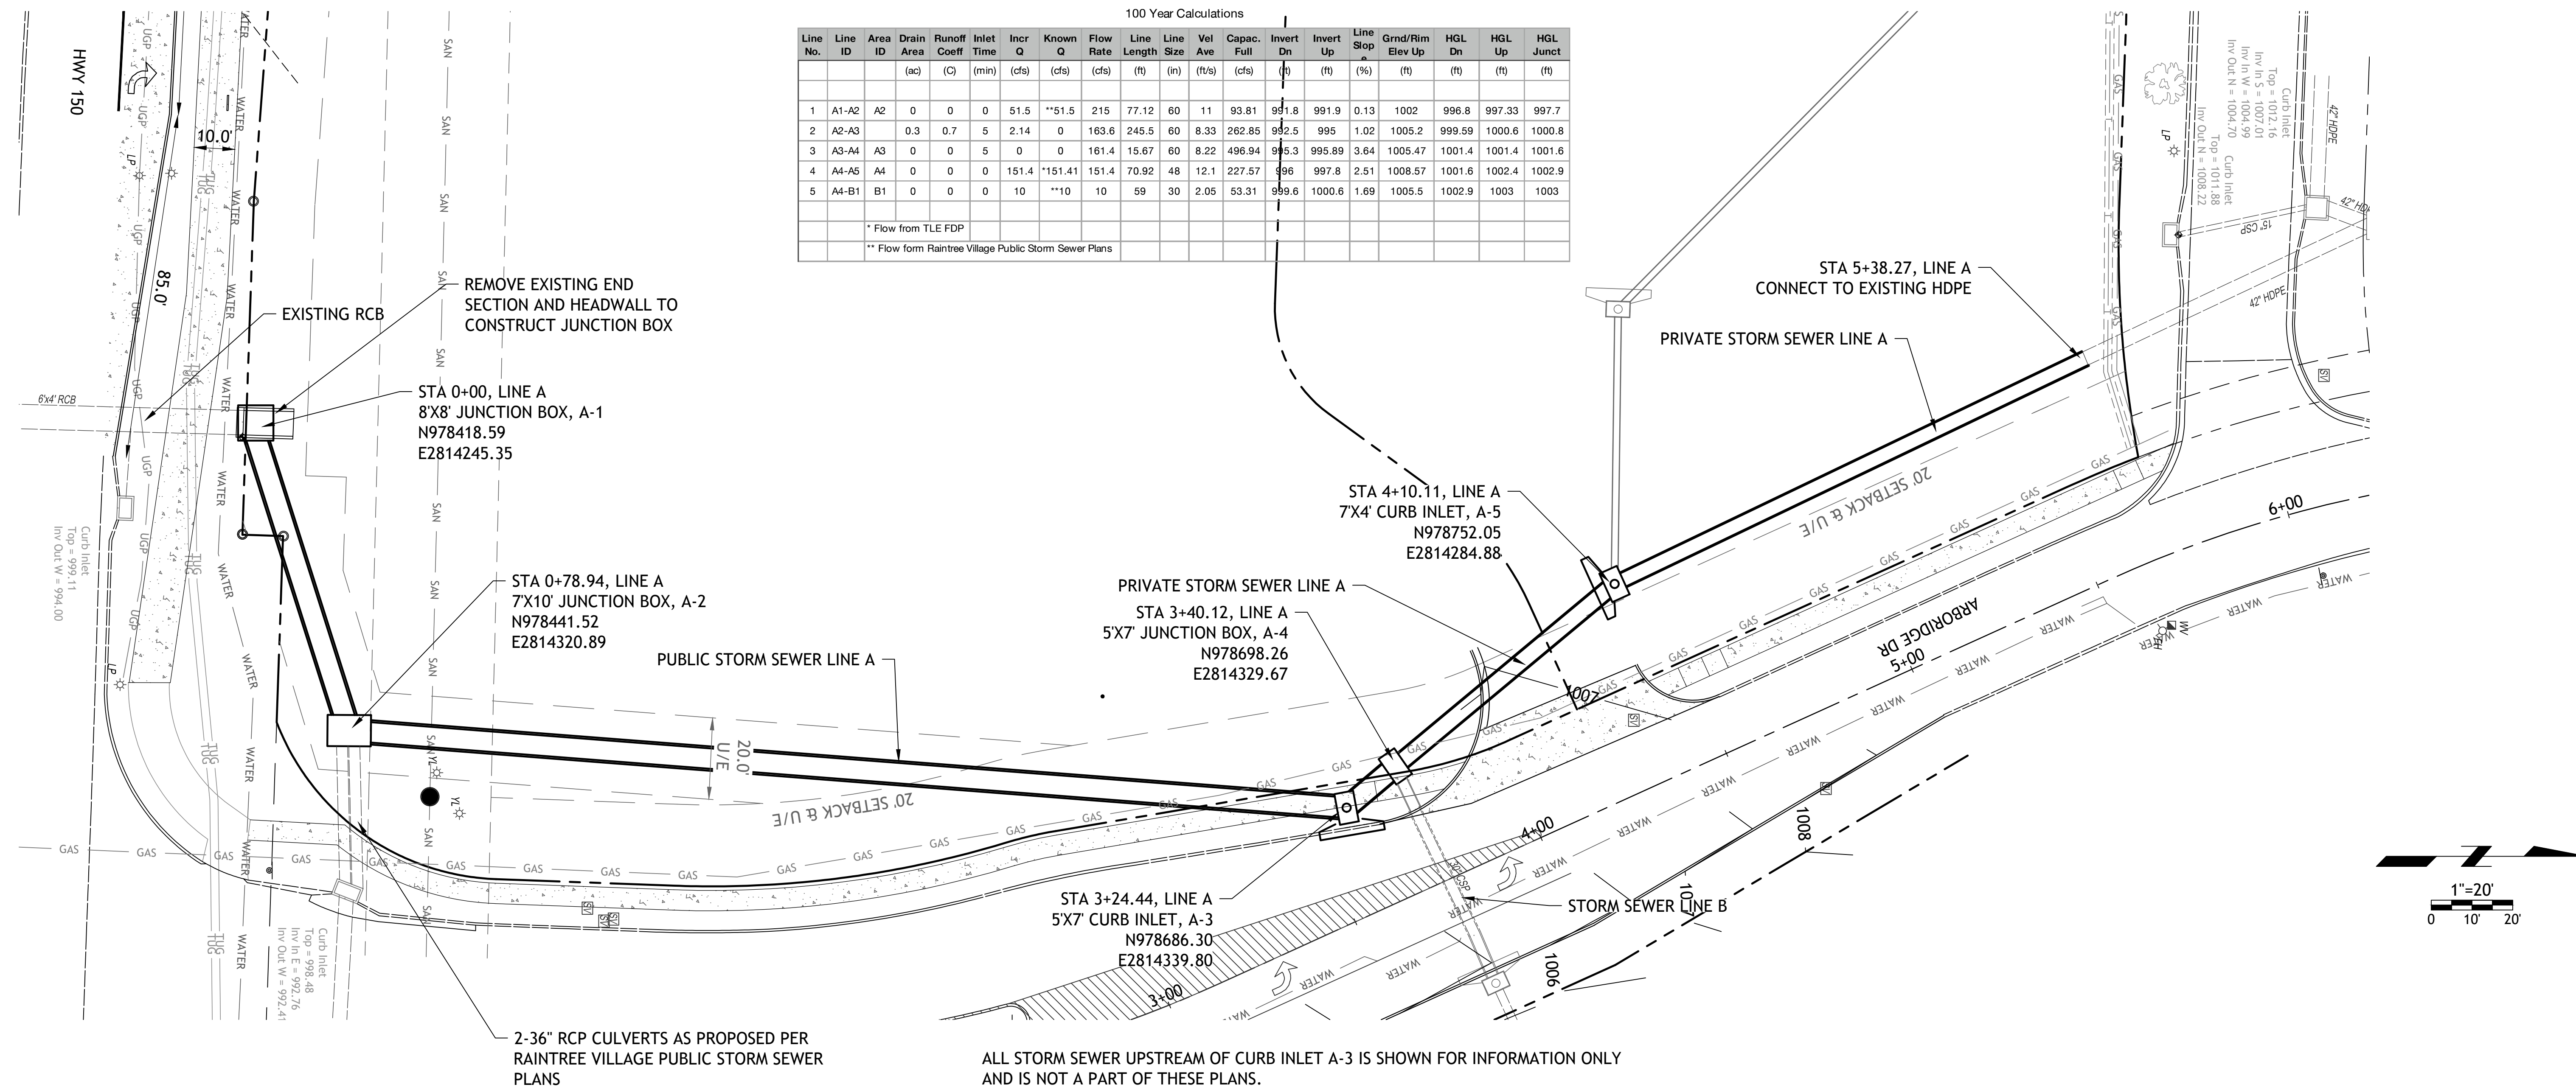 100 Year Calculations
Line No. Line ID Area ID Drain Area Runoff Coeff Inlet Time Incr Q Known Q Flow Rate Line Length Line Size Vel Ave Capac. Full Invert Dn Invert Up Line Slop e Grnd/Rim Elev Up HGL Dn HGL Up HGL Junct
(ac) (C) (min) (cfs) (cfs) (cfs) (ft) (in) (ft/s) (cfs) (ft) (ft) (%) (ft) (ft) (ft) (ft)
1 A1-A2 A2 0 0 0 51.5 **51.5 215 77.12 60 11 93.81 991.8 991.9 0.13 1002 996.8 997.33 997.7
2 A2-A3 0.3 0.7 5 2.14 0 163.6 245.5 60 8.33 262.85 992.5 995 1.02 1005.2 999.59 1000.6 1000.8
3 A3-A4 A3 0 0 5 0 0 161.4 15.67 60 8.22 496.94 995.3 995.89 3.64 1005.47 1001.4 1001.4 1001.6
4 A4-A5 A4 0 0 0 151.4 *151.41 151.4 70.92 48 12.1 227.57 996 997.8 2.51 1008.57 1001.6 1002.4 1002.9
5 A4-B1 B1 0 0 0 10 **10 10 59 30 2.05 53.31 999.6 1000.6 1.69 1005.5 1002.9 1003 1003
* Flow from TLE FDP
** Flow form Raintree Village Public Storm Sewer Plans
HWY 150
10.0'
85.0'
EXISTING RCB
REMOVE EXISTING END
SECTION AND HEADWALL TO
CONSTRUCT JUNCTION BOX
6'x4' RCB
STA 0+00, LINE A
8'X8' JUNCTION BOX, A-1
N978418.59
E2814245.35
STA 0+78.94, LINE A
7'X10' JUNCTION BOX, A-2
N978441.52
E2814320.89
PUBLIC STORM SEWER LINE A
20.0'
U/E
20' SETBACK & U/E
Curb Inlet
Top = 999.11
Inv Out W = 994.00
Curb Inlet
Top = 998.48
Inv In E = 992.76
Inv Out W = 992.41
2-36" RCP CULVERTS AS PROPOSED PER
RAINTREE VILLAGE PUBLIC STORM SEWER
PLANS
STA 5+38.27, LINE A
CONNECT TO EXISTING HDPE
PRIVATE STORM SEWER LINE A
STA 4+10.11, LINE A
7'X4' CURB INLET, A-5
N978752.05
E2814284.88
PRIVATE STORM SEWER LINE A
STA 3+40.12, LINE A
5'X7' JUNCTION BOX, A-4
N978698.26
E2814329.67
STA 3+24.44, LINE A
5'X7' CURB INLET, A-3
N978686.30
E2814339.80
20' SETBACK & U/E
ARBORIDGE DR
3+00
4+00
5+00
6+00
1007
1008
1006
STORM SEWER LINE B
Curb Inlet
Top = 1012.16
Inv In S = 1007.01
Inv In W = 1004.99
Inv Out N = 1004.70
Curb Inlet
Top = 1011.88
Inv Out N = 1008.22
42" HDPE
15" CSP
42" HDPE
UGP
TUG
WATER
SAN
GAS
LP
YL
SV
WV
1"=20'
0 10' 20'
ALL STORM SEWER UPSTREAM OF CURB INLET A-3 IS SHOWN FOR INFORMATION ONLY
AND IS NOT A PART OF THESE PLANS.